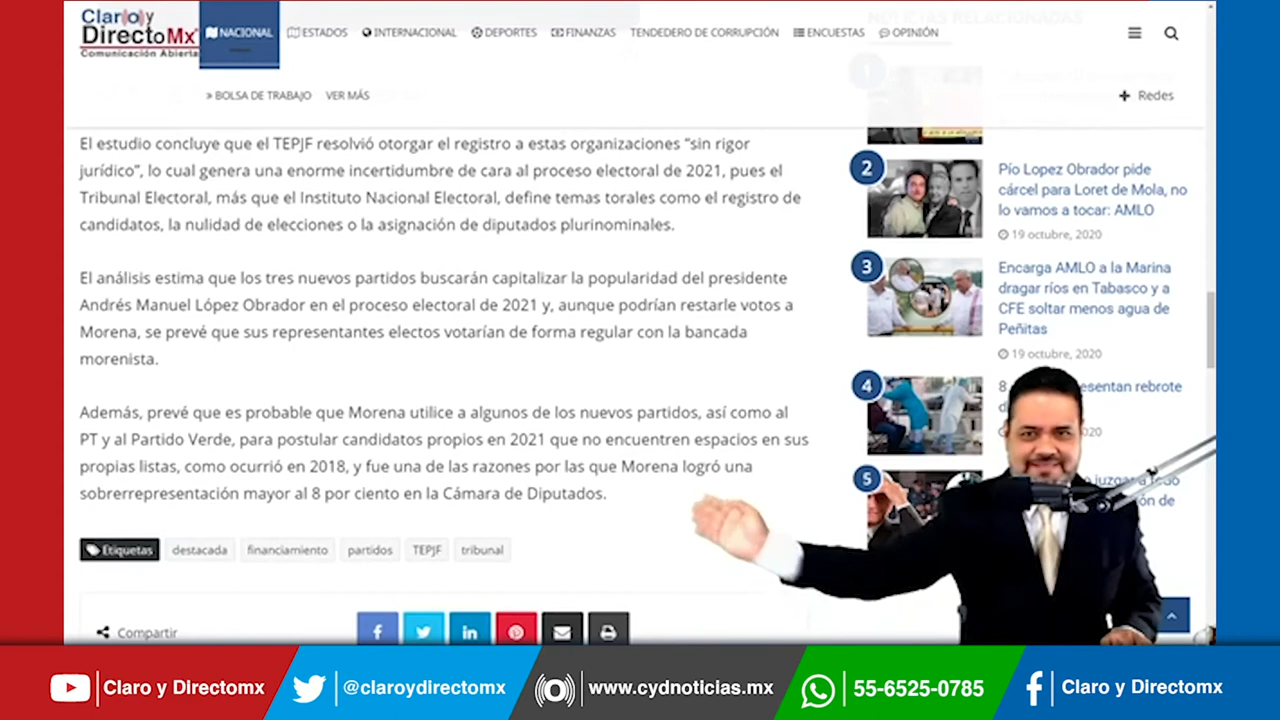 Claro y
DirectoMx
Comunicación Abierta
NACIONAL
ESTADOS
INTERNACIONAL
DEPORTES
FINANZAS
TENDEDERO DE CORRUPCIÓN
ENCUESTAS
OPINIÓN
NOTICIAS RELACIONADAS
» BOLSA DE TRABAJO
VER MÁS
+ Redes
El estudio concluye que el TEPJF resolvió otorgar el registro a estas organizaciones “sin rigor
jurídico”, lo cual genera una enorme incertidumbre de cara al proceso electoral de 2021, pues el
Tribunal Electoral, más que el Instituto Nacional Electoral, define temas torales como el registro de
candidatos, la nulidad de elecciones o la asignación de diputados plurinominales.
El análisis estima que los tres nuevos partidos buscarán capitalizar la popularidad del presidente
Andrés Manuel López Obrador en el proceso electoral de 2021 y, aunque podrían restarle votos a
Morena, se prevé que sus representantes electos votarían de forma regular con la bancada
morenista.
Además, prevé que es probable que Morena utilice a algunos de los nuevos partidos, así como al
PT y al Partido Verde, para postular candidatos propios en 2021 que no encuentren espacios en sus
propias listas, como ocurrió en 2018, y fue una de las razones por las que Morena logró una
sobrerrepresentación mayor al 8 por ciento en la Cámara de Diputados.
Etiquetas
destacada
financiamiento
partidos
TEPJF
tribunal
Compartir
1
2
Pío Lopez Obrador pide
cárcel para Loret de Mola, no
lo vamos a tocar: AMLO
19 octubre, 2020
3
Encarga AMLO a la Marina
dragar ríos en Tabasco y a
CFE soltar menos agua de
Peñitas
19 octubre, 2020
4
8 esentan rebrote
020
5
juzgar a todo
ón de
Claro y Directomx
@claroydirectomx
www.cydnoticias.mx
55-6525-0785
Claro y Directomx